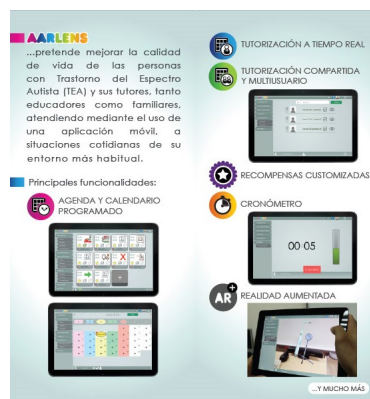 AARLENS
...pretende mejorar la calidad
de vida de las personas
con Trastorno del Espectro
Autista (TEA) y sus tutores, tanto
educadores como familiares,
atendiendo mediante el uso de
una aplicación móvil, a
situaciones cotidianas de su
entorno más habitual.
Principales funcionalidades:
AGENDA Y CALENDARIO
PROGRAMADO
TUTORIZACIÓN A TIEMPO REAL
TUTORIZACIÓN COMPARTIDA
Y MULTIUSUARIO
RECOMPENSAS CUSTOMIZADAS
CRONÓMETRO
00 05
AR+
REALIDAD AUMENTADA
...Y MUCHO MÁS